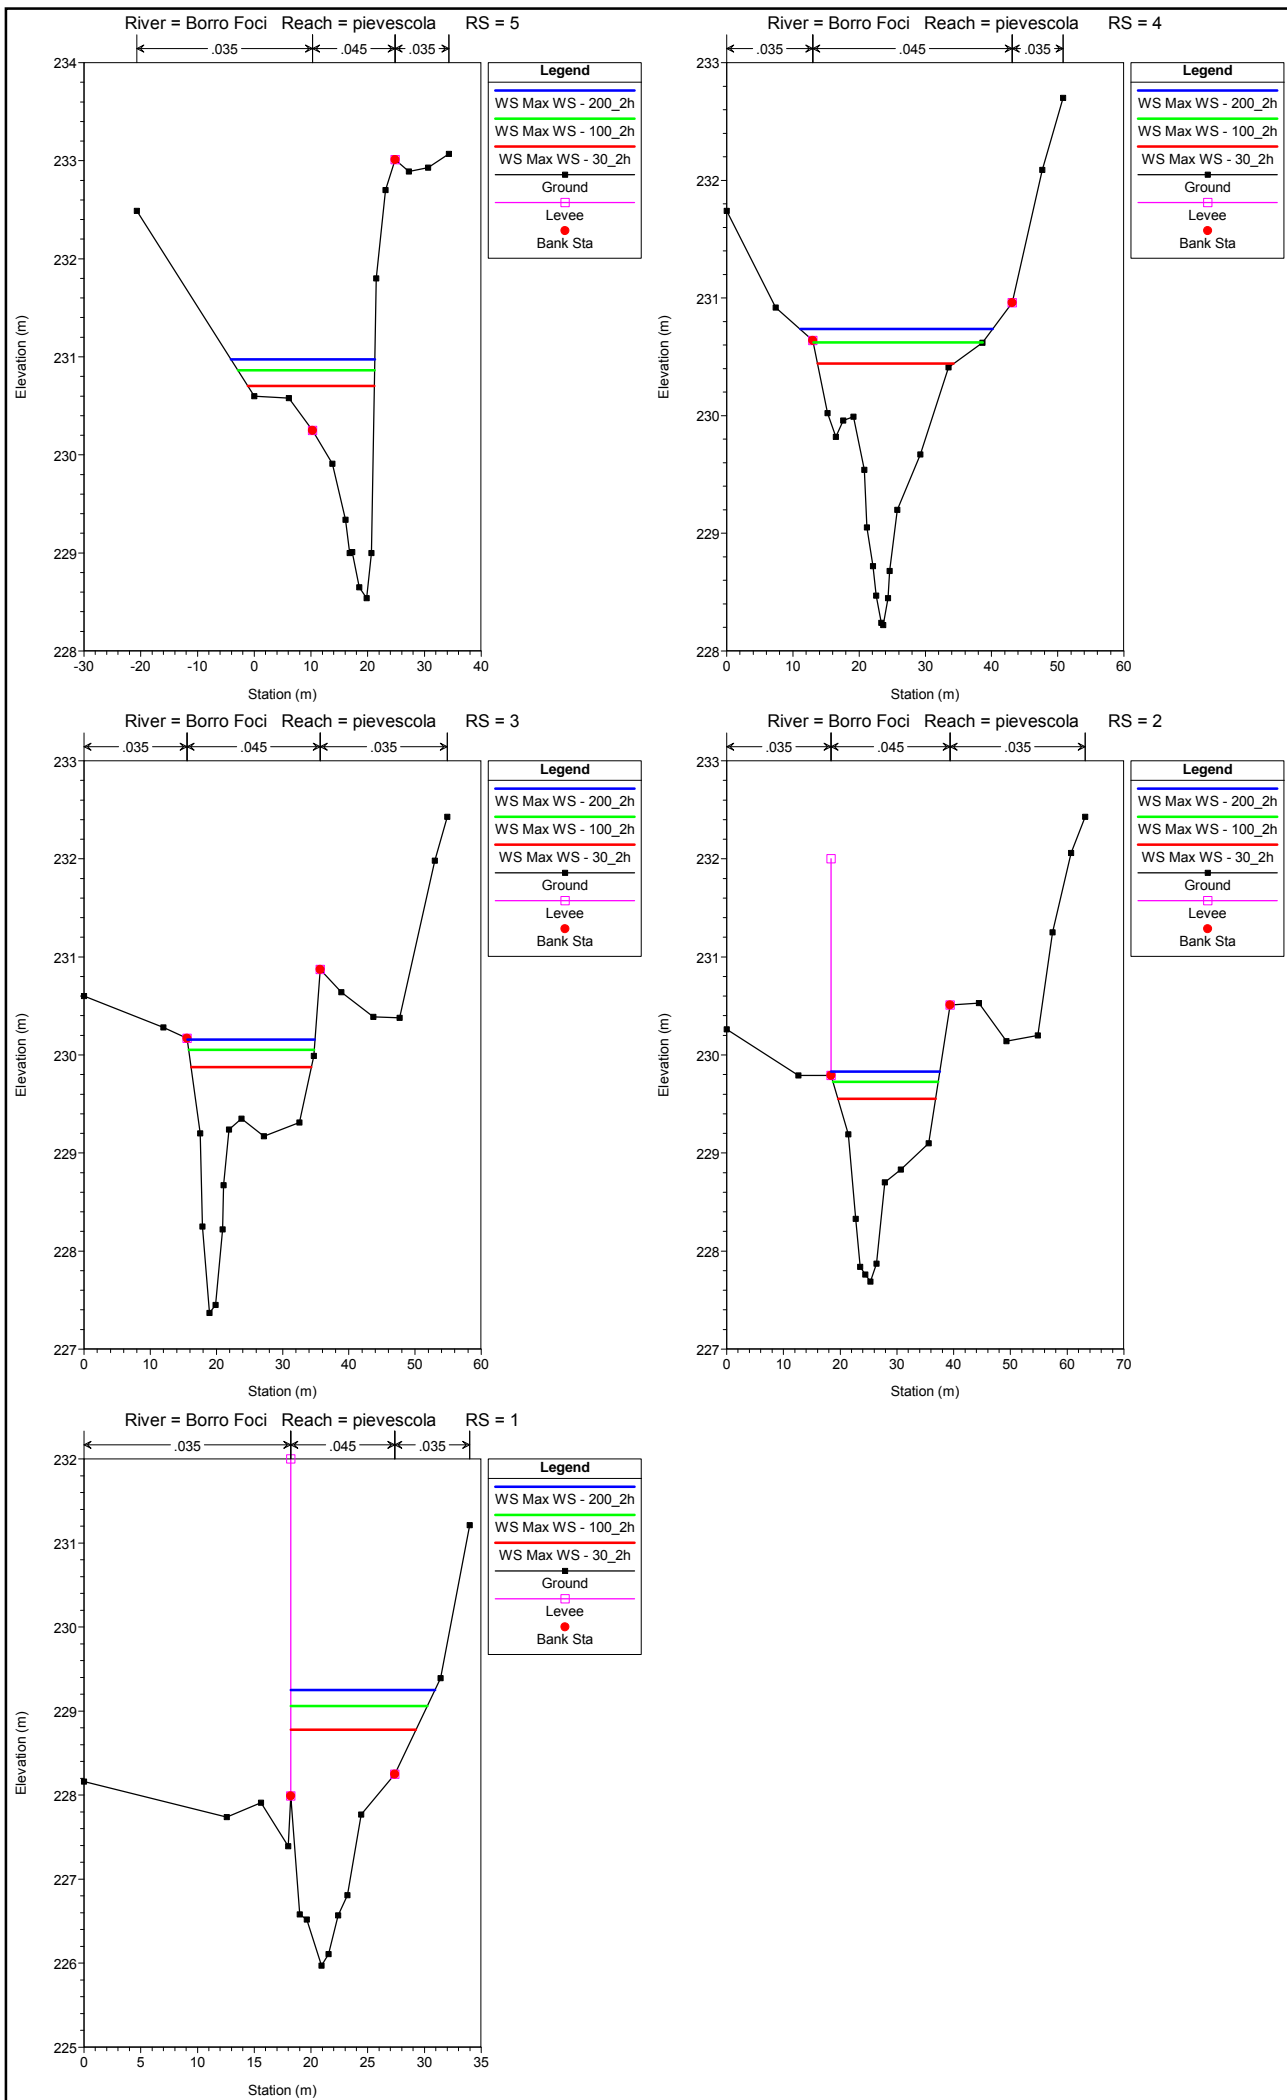 River = Borro Foci   Reach = pievescola   RS = 5
.035 .045 .035
Legend
WS Max WS - 200_2h
WS Max WS - 100_2h
WS Max WS - 30_2h
Ground
Levee
Bank Sta
Elevation (m)
234
233
232
231
230
229
228
-30 -20 -10 0 10 20 30 40
Station (m)
River = Borro Foci   Reach = pievescola   RS = 4
.035 .045 .035
Legend
WS Max WS - 200_2h
WS Max WS - 100_2h
WS Max WS - 30_2h
Ground
Levee
Bank Sta
Elevation (m)
233
232
231
230
229
228
0 10 20 30 40 50 60
Station (m)
River = Borro Foci   Reach = pievescola   RS = 3
.035 .045 .035
Legend
WS Max WS - 200_2h
WS Max WS - 100_2h
WS Max WS - 30_2h
Ground
Levee
Bank Sta
Elevation (m)
233
232
231
230
229
228
227
0 10 20 30 40 50 60
Station (m)
River = Borro Foci   Reach = pievescola   RS = 2
.035 .045 .035
Legend
WS Max WS - 200_2h
WS Max WS - 100_2h
WS Max WS - 30_2h
Ground
Levee
Bank Sta
Elevation (m)
233
232
231
230
229
228
227
0 10 20 30 40 50 60 70
Station (m)
River = Borro Foci   Reach = pievescola   RS = 1
.035 .045 .035
Legend
WS Max WS - 200_2h
WS Max WS - 100_2h
WS Max WS - 30_2h
Ground
Levee
Bank Sta
Elevation (m)
232
231
230
229
228
227
226
225
0 5 10 15 20 25 30 35
Station (m)